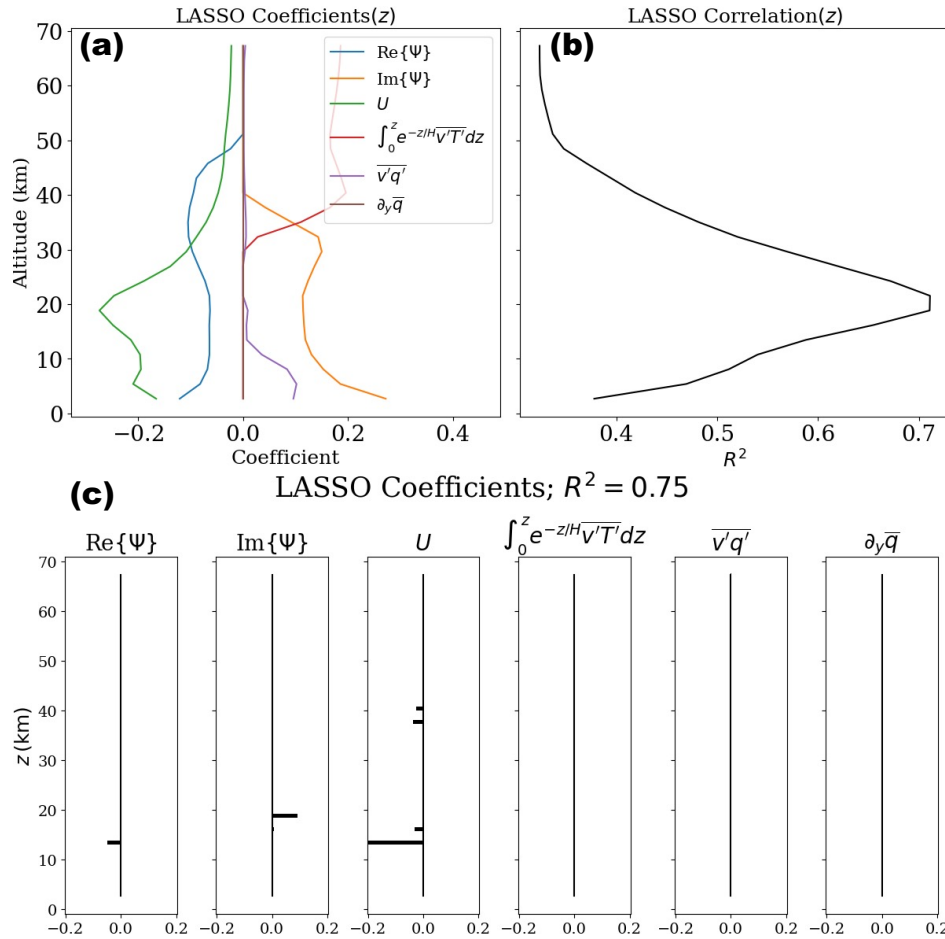 LASSO Coefficients(z)
(a)
Re{Ψ}
Im{Ψ}
U
∫₀ᶻ e^{-z/H} \overline{v'T'} dz
\overline{v'q'}
∂_y \overline{q}
Altitude (km)
70
60
50
40
30
20
10
0
−0.2 0.0 0.2 0.4
Coefficient
LASSO Correlation(z)
(b)
0.4 0.5 0.6 0.7
R²
(c)
LASSO Coefficients; R² = 0.75
Re{Ψ} Im{Ψ} U ∫₀ᶻ e^{-z/H} \overline{v'T'} dz \overline{v'q'} ∂_y \overline{q}
z (km)
70
60
50
40
30
20
10
0
−0.2 0.0 0.2 −0.2 0.0 0.2 −0.2 0.0 0.2 −0.2 0.0 0.2 −0.2 0.0 0.2 −0.2 0.0 0.2